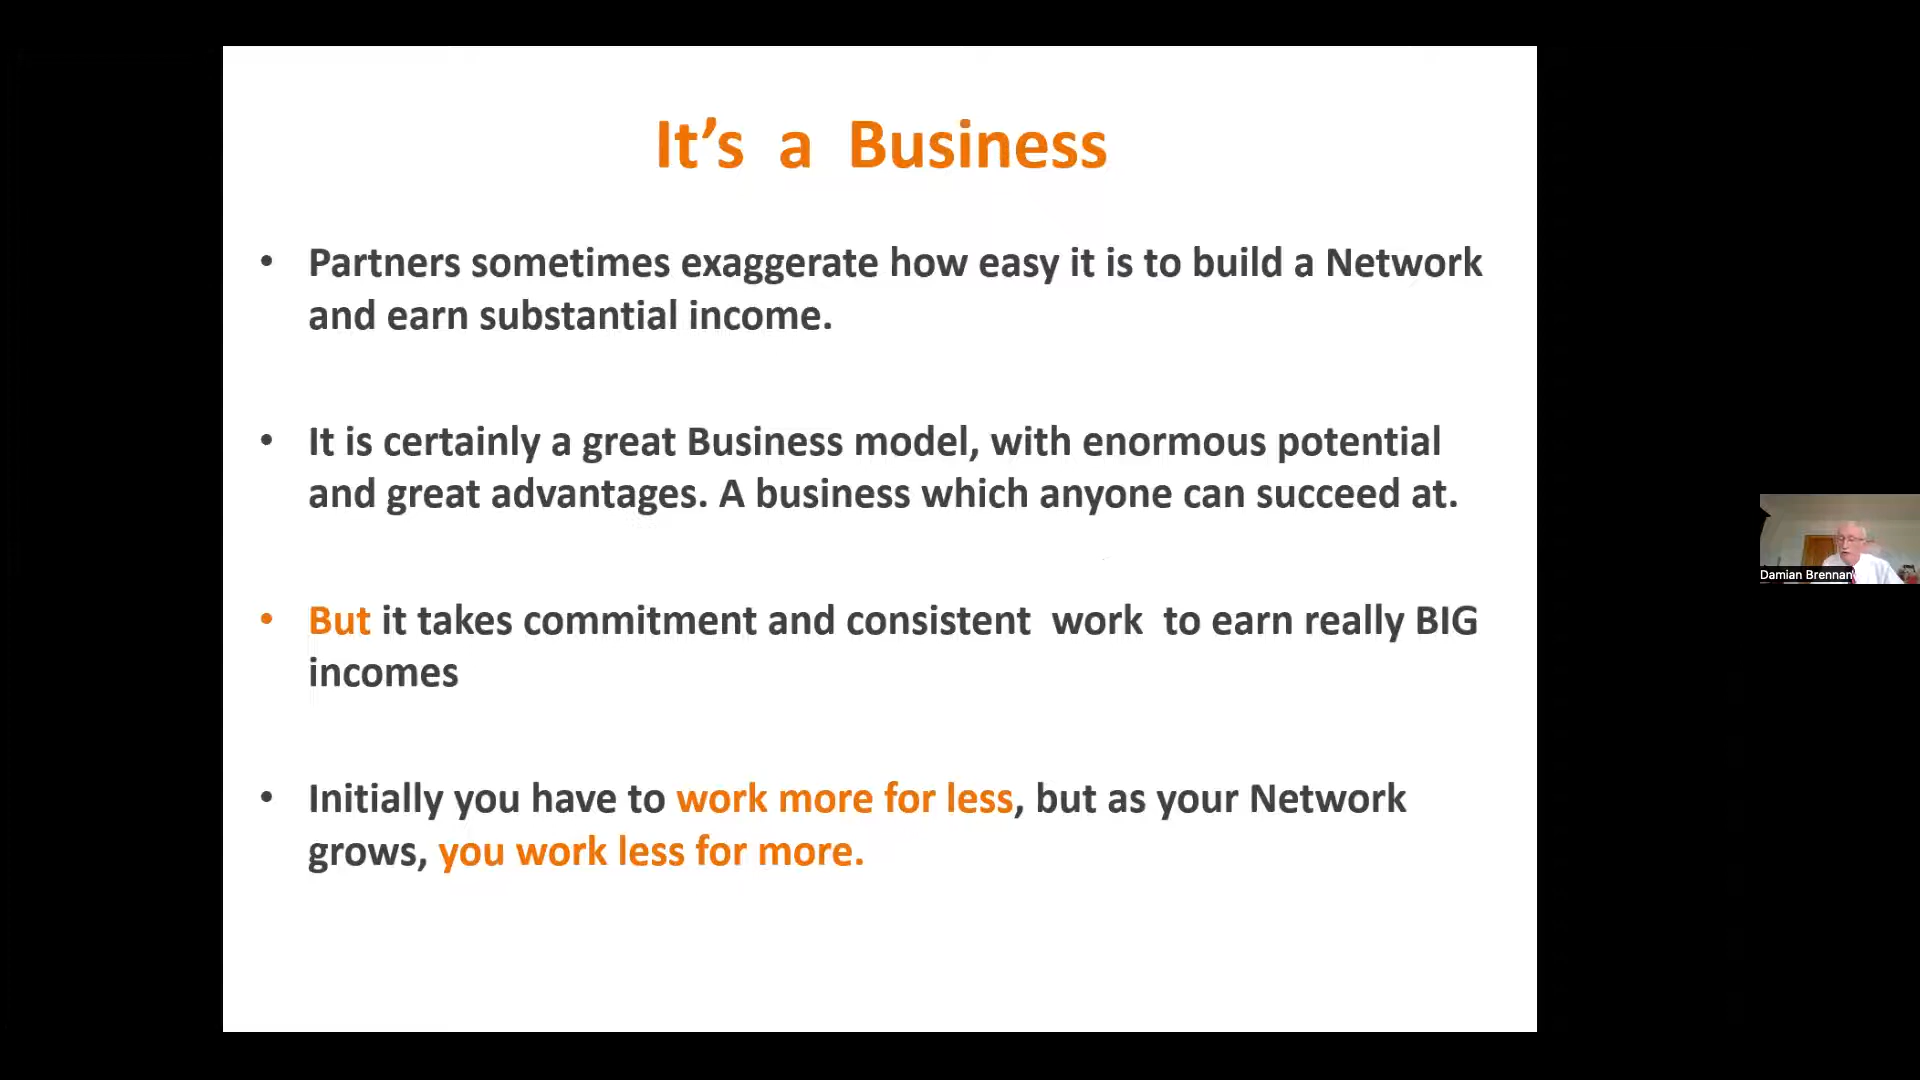 It’s a Business
• Partners sometimes exaggerate how easy it is to build a Network
and earn substantial income.
• It is certainly a great Business model, with enormous potential
and great advantages. A business which anyone can succeed at.
• But it takes commitment and consistent work to earn really BIG
incomes
• Initially you have to work more for less, but as your Network
grows, you work less for more.
Damian Brennan